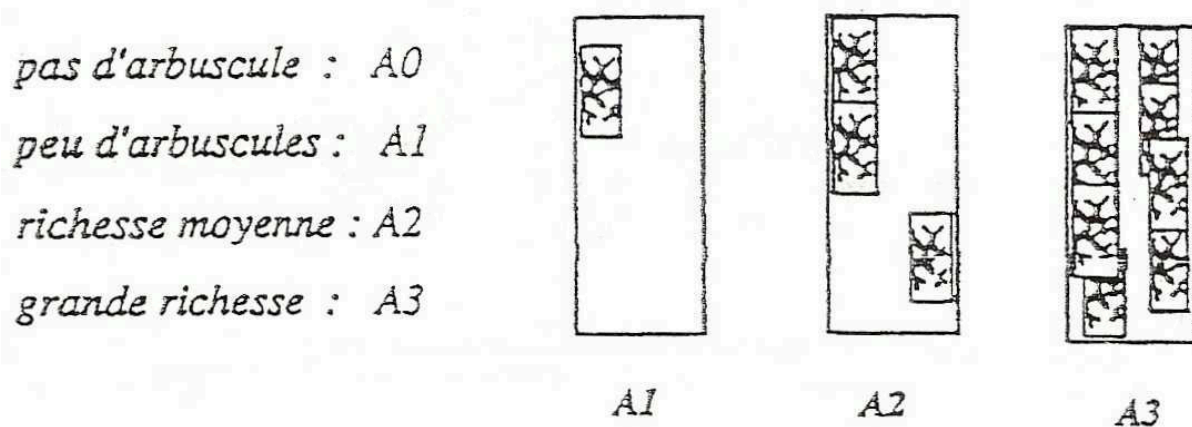 pas d'arbuscule : A0
peu d'arbuscules : A1
richesse moyenne : A2
grande richesse : A3
A1 A2 A3